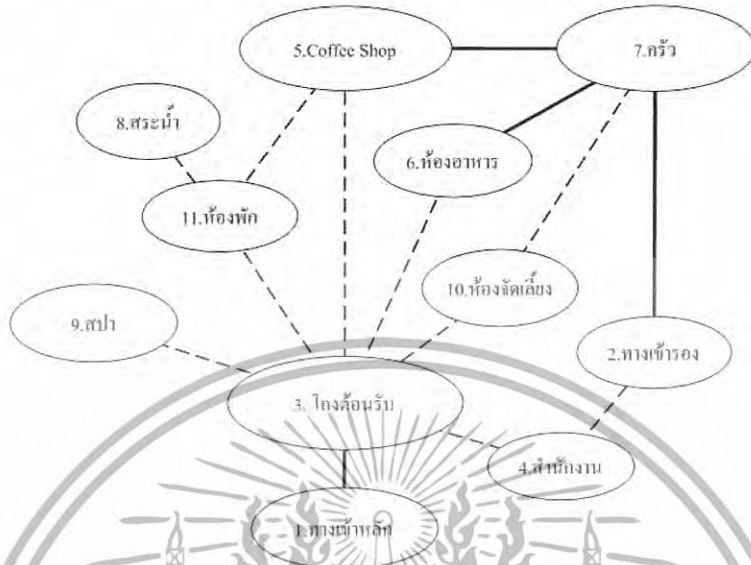 5.Coffee Shop
7.ครัว
8.สระน้ำ
6.ห้องอาหาร
11.ห้องพัก
10.ห้องจัดเลี้ยง
9.สปา
2.ทางเข้ารอง
3. โถงต้อนรับ
4.สำนักงาน
1.ทางเข้าหลัก